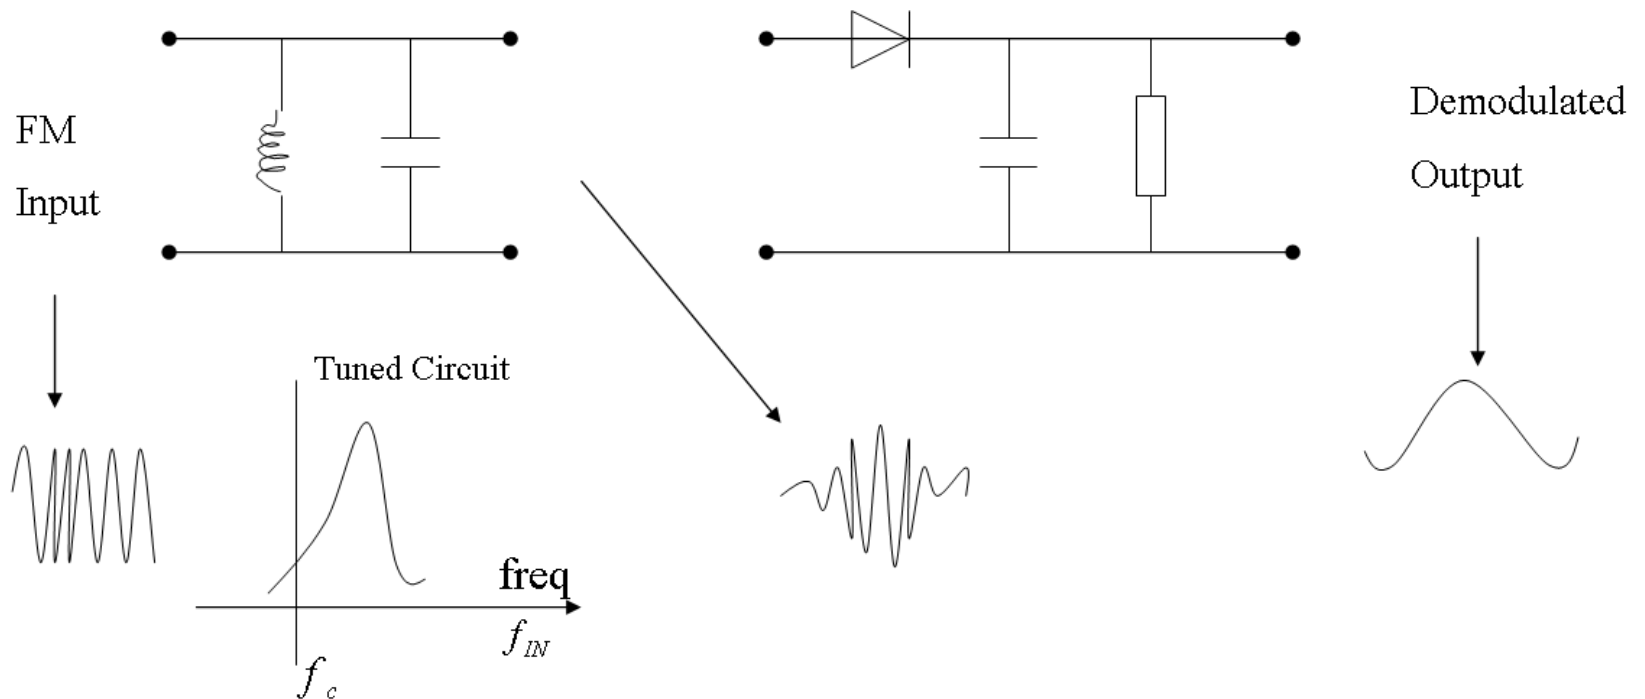 FM
Input
Demodulated
Output
Tuned Circuit
freq
f_IN
f_c